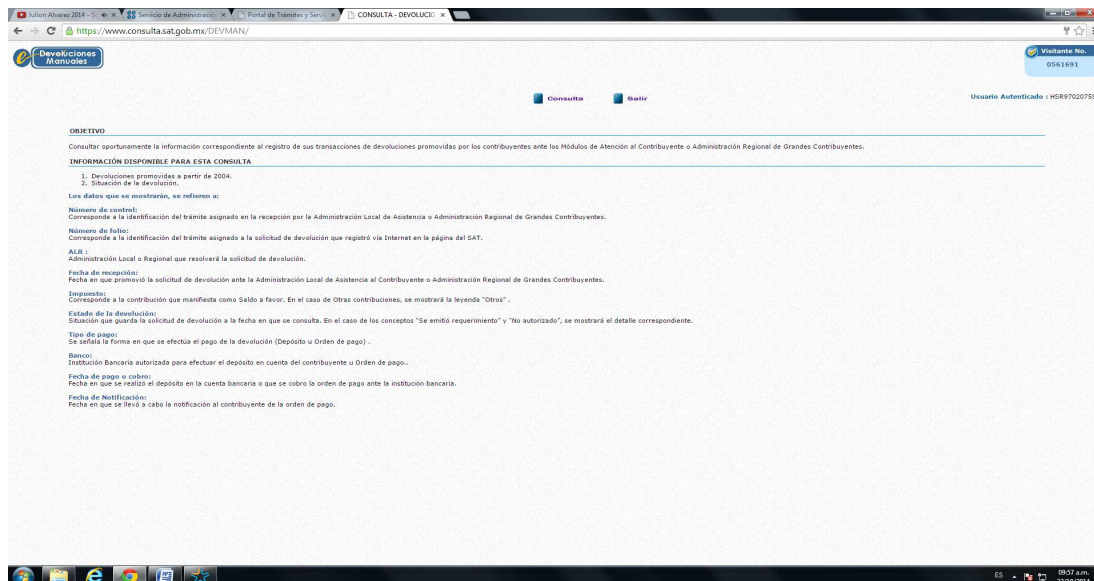 Julion Alvarez 2014 - So
Servicio de Administració
Portal de Trámites y Servi
CONSULTA - DEVOLUCIO
https://www.consulta.sat.gob.mx/DEVMAN/
Devoluciones
Manuales
Visitante No.
0561691
Consulta
Salir
Usuario Autenticado : HSR9702075
OBJETIVO
Consultar oportunamente la información correspondiente al registro de sus transacciones de devoluciones promovidas por los contribuyentes ante los Módulos de Atención al Contribuyente o Administración Regional de Grandes Contribuyentes.
INFORMACIÓN DISPONIBLE PARA ESTA CONSULTA
1. Devoluciones promovidas a partir de 2004.
2. Situación de la devolución.
Los datos que se mostrarán, se refieren a:
Número de control:
Corresponde a la identificación del trámite asignado en la recepción por la Administración Local de Asistencia o Administración Regional de Grandes Contribuyentes.
Número de folio:
Corresponde a la identificación del trámite asignado a la solicitud de devolución que registró vía Internet en la página del SAT.
ALR :
Administración Local o Regional que resolverá la solicitud de devolución.
Fecha de recepción:
Fecha en que promovió la solicitud de devolución ante la Administración Local de Asistencia al Contribuyente o Administración Regional de Grandes Contribuyentes.
Impuesto:
Corresponde a la contribución que manifiesta como Saldo a favor. En el caso de Otras contribuciones, se mostrará la leyenda "Otros" .
Estado de la devolución:
Situación que guarda la solicitud de devolución a la fecha en que se consulta. En el caso de los conceptos "Se emitió requerimiento" y "No autorizado", se mostrará el detalle correspondiente.
Tipo de pago:
Se señala la forma en que se efectúa el pago de la devolución (Depósito u Orden de pago) .
Banco:
Institución Bancaria autorizada para efectuar el depósito en cuenta del contribuyente u Orden de pago..
Fecha de pago o cobro:
Fecha en que se realizó el depósito en la cuenta bancaria o que se cobro la orden de pago ante la institución bancaria.
Fecha de Notificación:
Fecha en que se llevó a cabo la notificación al contribuyente de la orden de pago.
ES
09:57 a.m.